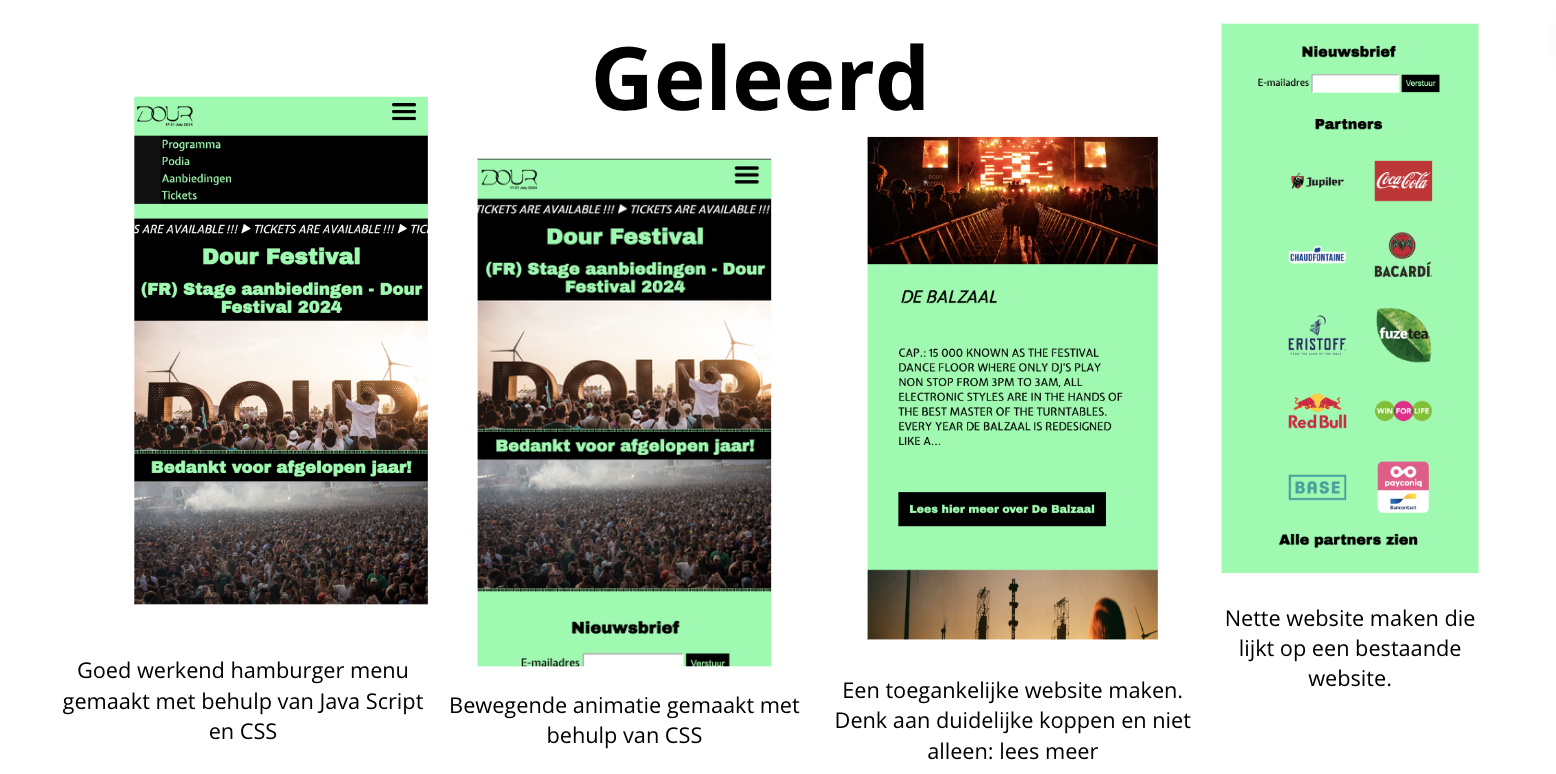 Geleerd
DOUR
17-21 July 2024
Programma
Podia
Aanbiedingen
Tickets
S ARE AVAILABLE !!! ▶ TICKETS ARE AVAILABLE !!! ▶ TIC
Dour Festival
(FR) Stage aanbiedingen - Dour
Festival 2024
DOUR
Bedankt voor afgelopen jaar!
Goed werkend hamburger menu
gemaakt met behulp van Java Script
en CSS
DOUR
17-21 July 2024
TICKETS ARE AVAILABLE !!! ▶ TICKETS ARE AVAILABLE !!!
Dour Festival
(FR) Stage aanbiedingen - Dour
Festival 2024
DOUR
Bedankt voor afgelopen jaar!
Nieuwsbrief
E-mailadres Verstuur
Bewegende animatie gemaakt met
behulp van CSS
DE BALZAAL
CAP.: 15 000 KNOWN AS THE FESTIVAL
DANCE FLOOR WHERE ONLY DJ'S PLAY
NON STOP FROM 3PM TO 3AM, ALL
ELECTRONIC STYLES ARE IN THE HANDS OF
THE BEST MASTER OF THE TURNTABLES.
EVERY YEAR DE BALZAAL IS REDESIGNED
LIKE A...
Lees hier meer over De Balzaal
Een toegankelijke website maken.
Denk aan duidelijke koppen en niet
alleen: lees meer
Nieuwsbrief
E-mailadres Verstuur
Partners
Jupiler Coca-Cola
CHAUDFONTAINE BACARDÍ
ERISTOFF fuzetea
Red Bull WIN FOR LIFE
BASE payconiq
Bancontact
Alle partners zien
Nette website maken die
lijkt op een bestaande
website.